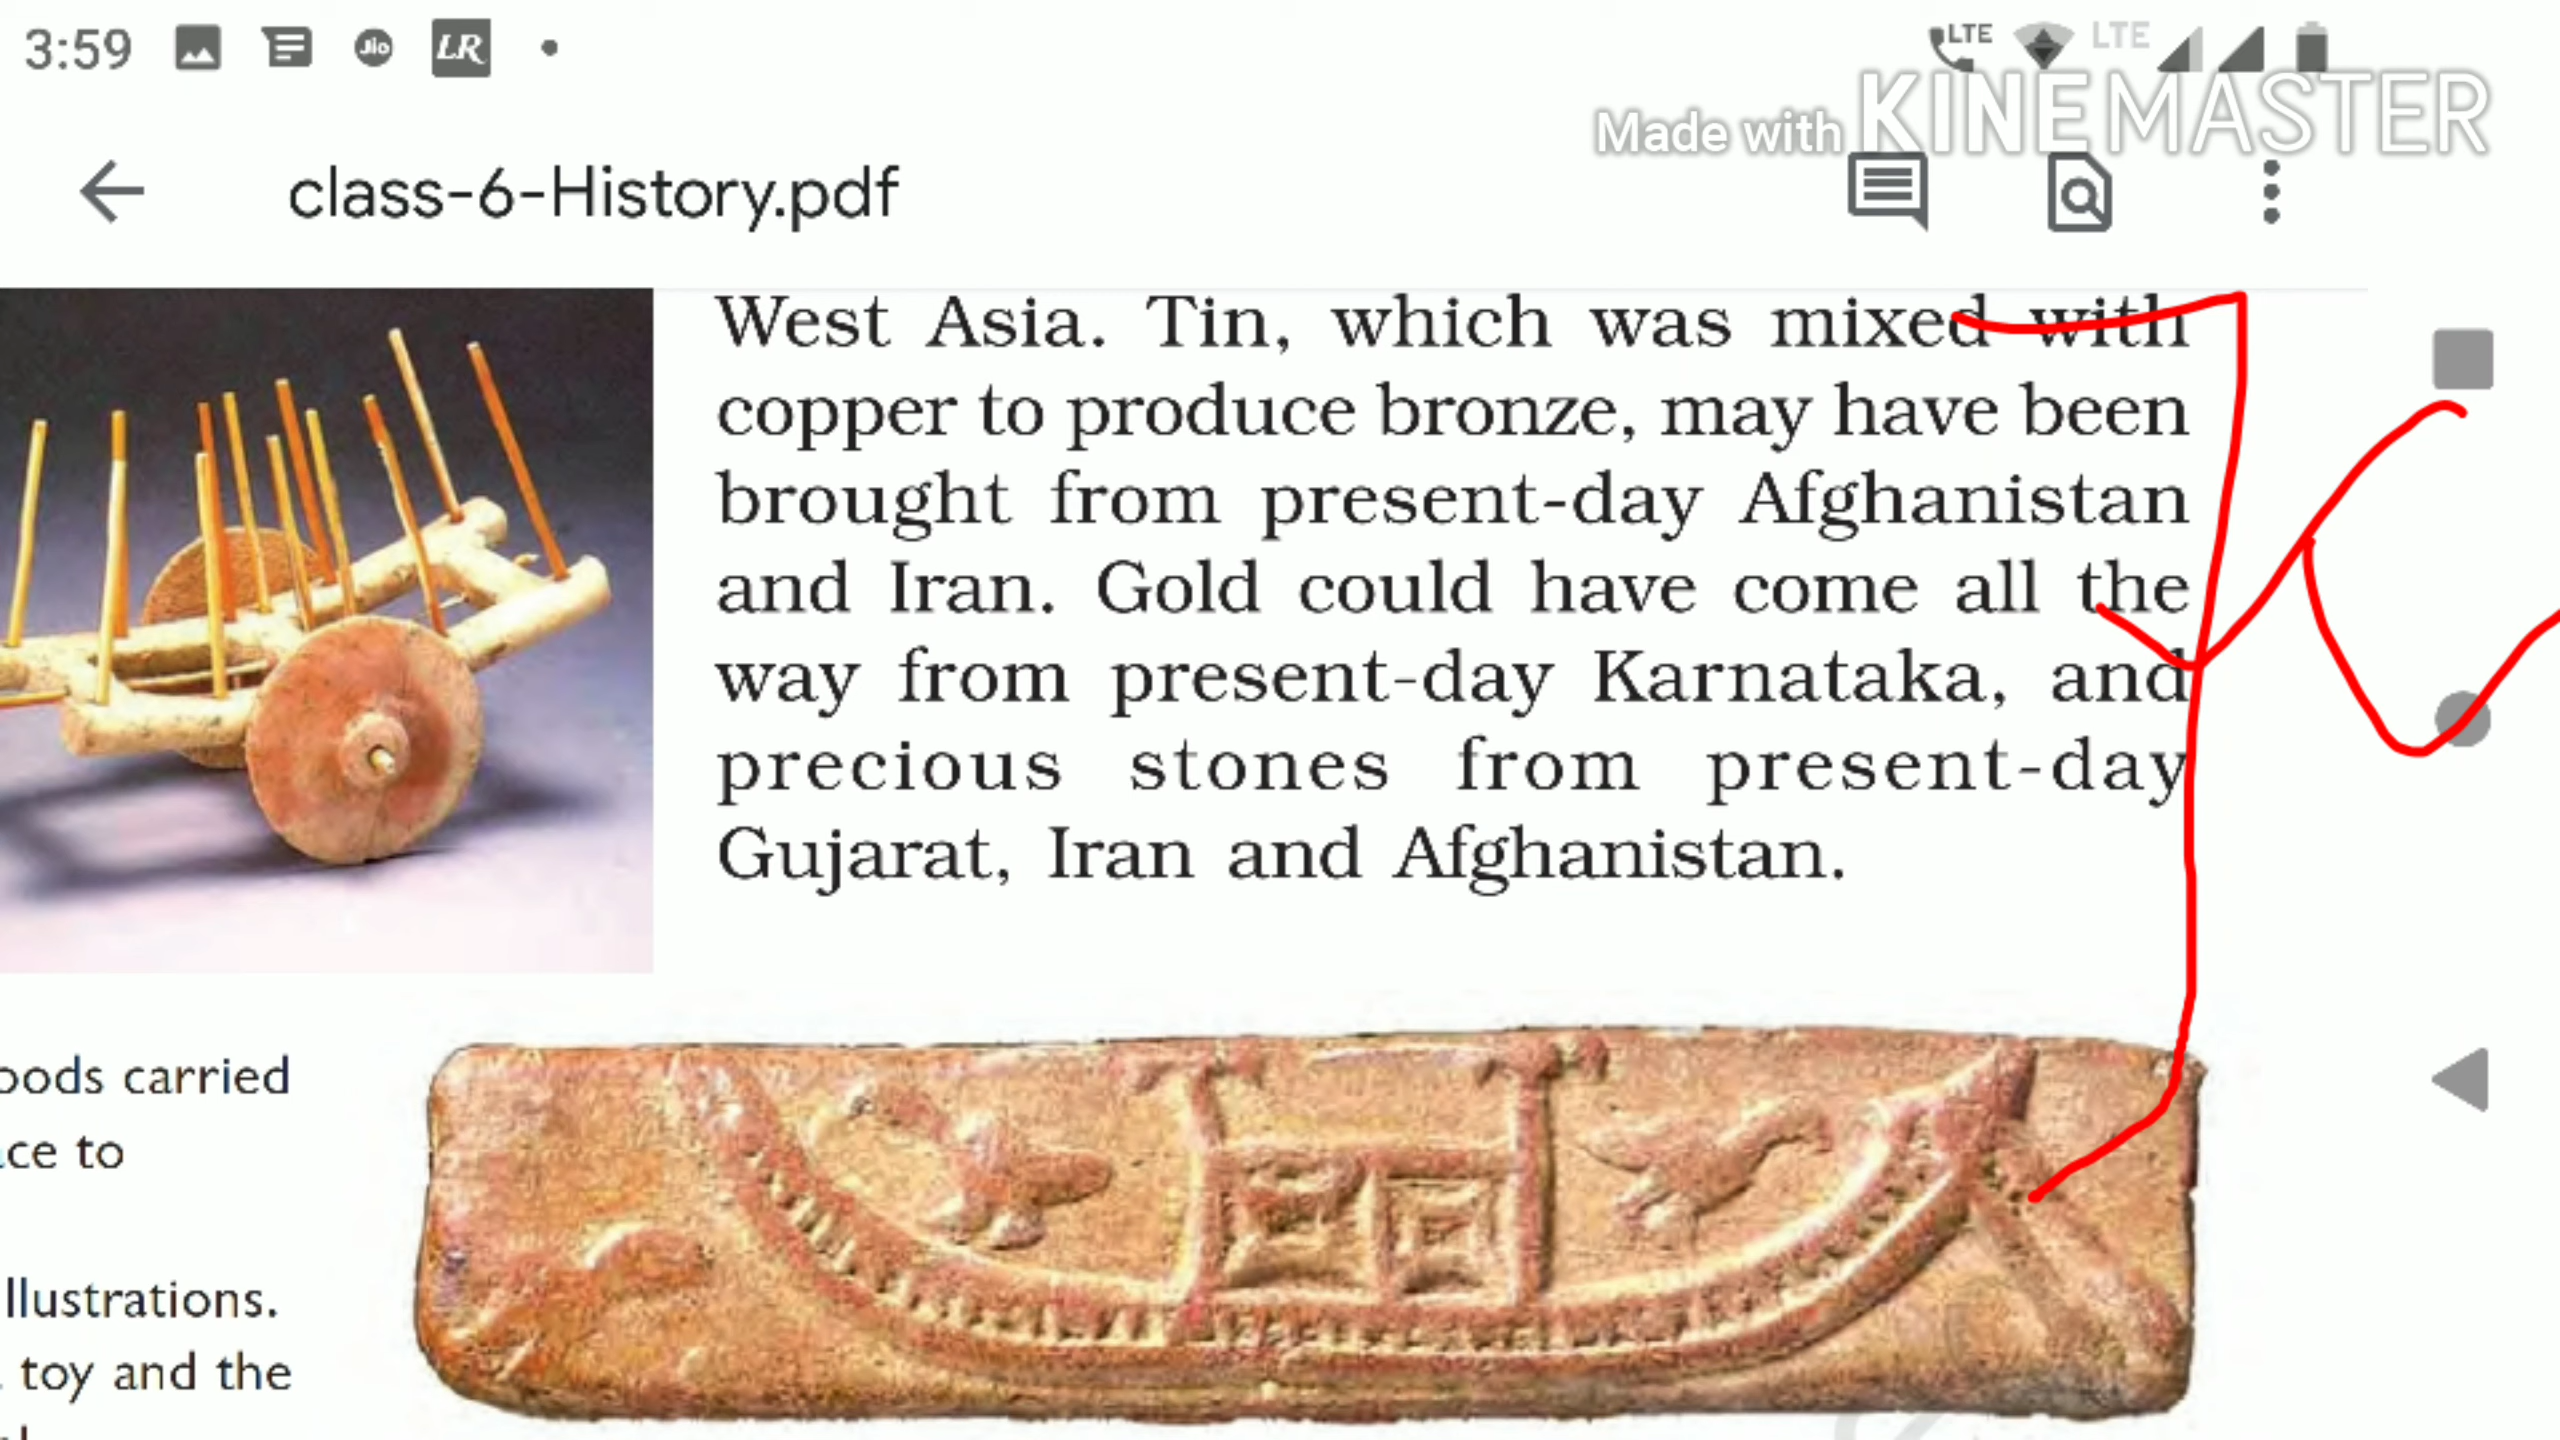 3:59
Jio
LR
LTE
LTE
Made with KINEMASTER
class-6-History.pdf
West Asia. Tin, which was mixed with
copper to produce bronze, may have been
brought from present-day Afghanistan
and Iran. Gold could have come all the
way from present-day Karnataka, and
precious stones from present-day
Gujarat, Iran and Afghanistan.
oods carried
ce to
llustrations.
toy and the